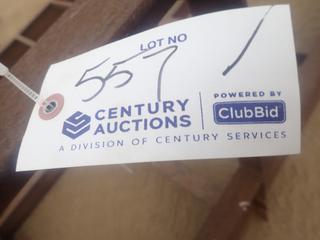 LOT NO
557
CENTURY
AUCTIONS
POWERED BY
ClubBid
A DIVISION OF CENTURY SERVICES